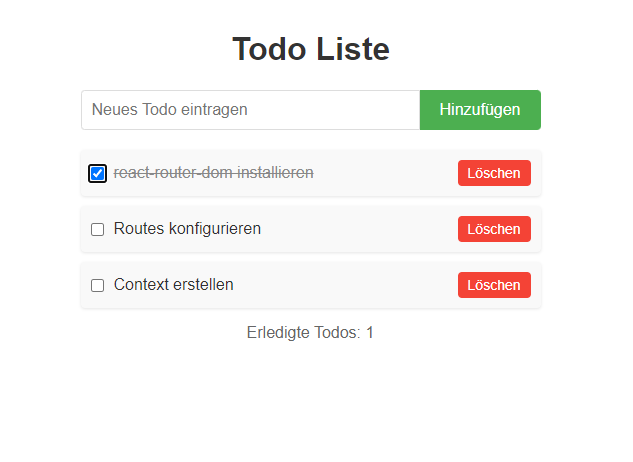 Todo Liste
Neues Todo eintragen Hinzufügen
react-router-dom installieren Löschen
Routes konfigurieren Löschen
Context erstellen Löschen
Erledigte Todos: 1